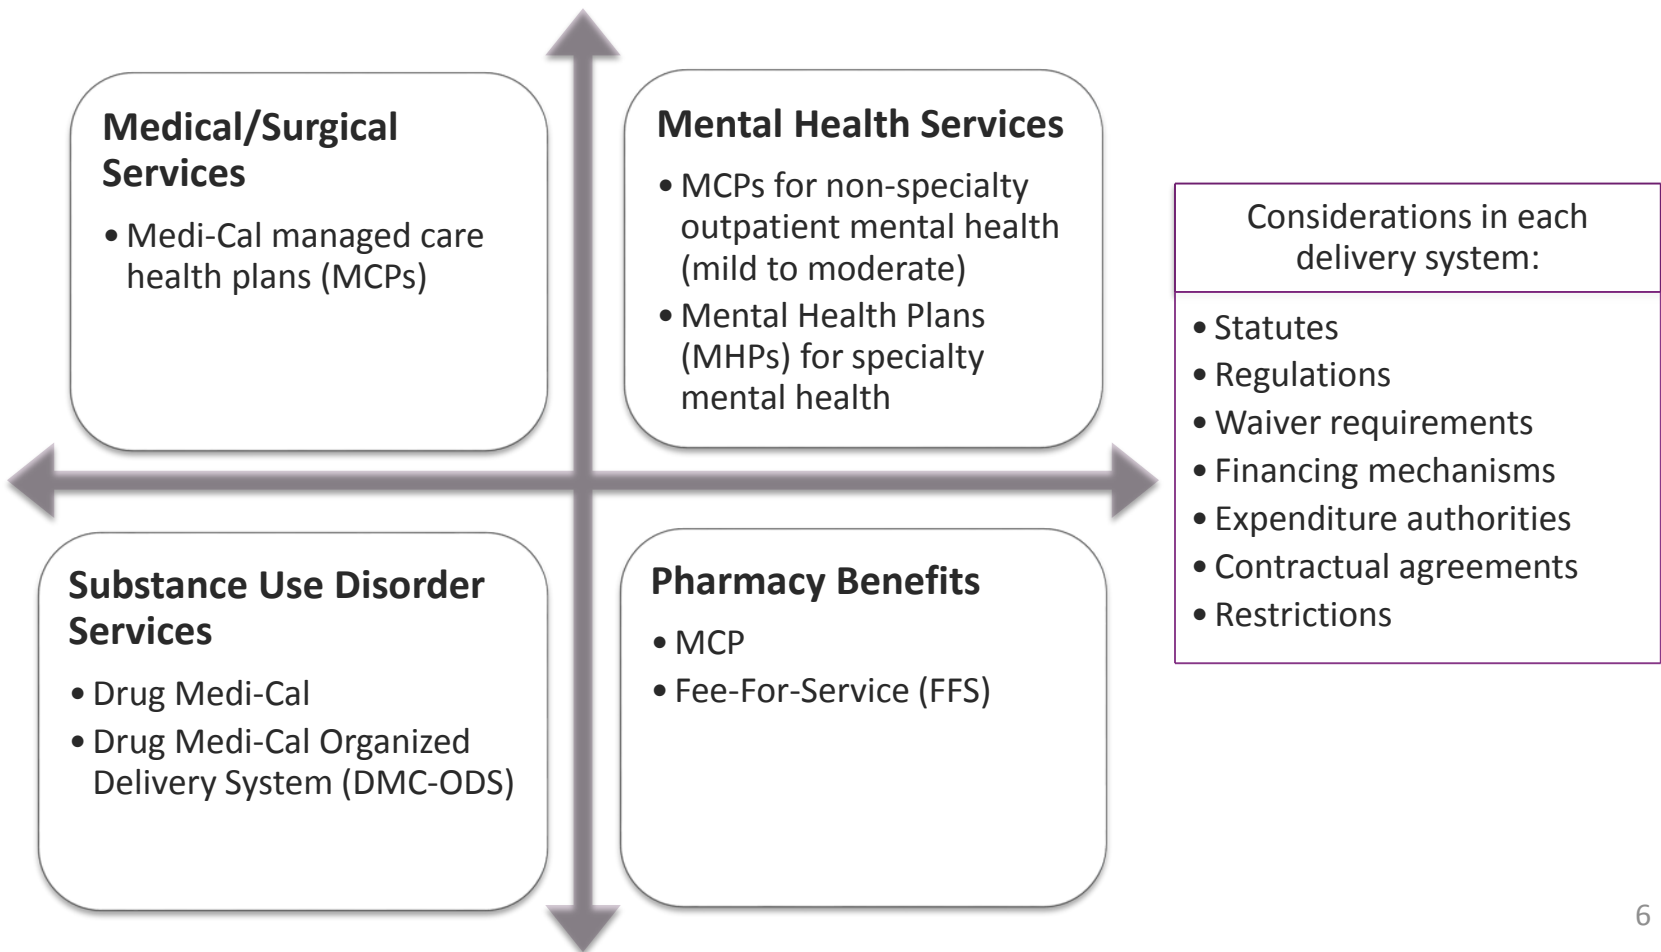 Medical/Surgical
Services
• Medi-Cal managed care
health plans (MCPs)
Mental Health Services
• MCPs for non-specialty
outpatient mental health
(mild to moderate)
• Mental Health Plans
(MHPs) for specialty
mental health
Substance Use Disorder
Services
• Drug Medi-Cal
• Drug Medi-Cal Organized
Delivery System (DMC-ODS)
Pharmacy Benefits
• MCP
• Fee-For-Service (FFS)
Considerations in each
delivery system:
• Statutes
• Regulations
• Waiver requirements
• Financing mechanisms
• Expenditure authorities
• Contractual agreements
• Restrictions
6